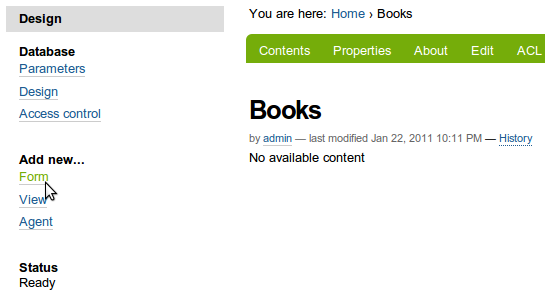 Design
Database
Parameters
Design
Access control
Add new...
Form
View
Agent
Status
Ready
You are here: Home › Books
Contents Properties About Edit ACL
Books
by admin — last modified Jan 22, 2011 10:11 PM — History
No available content